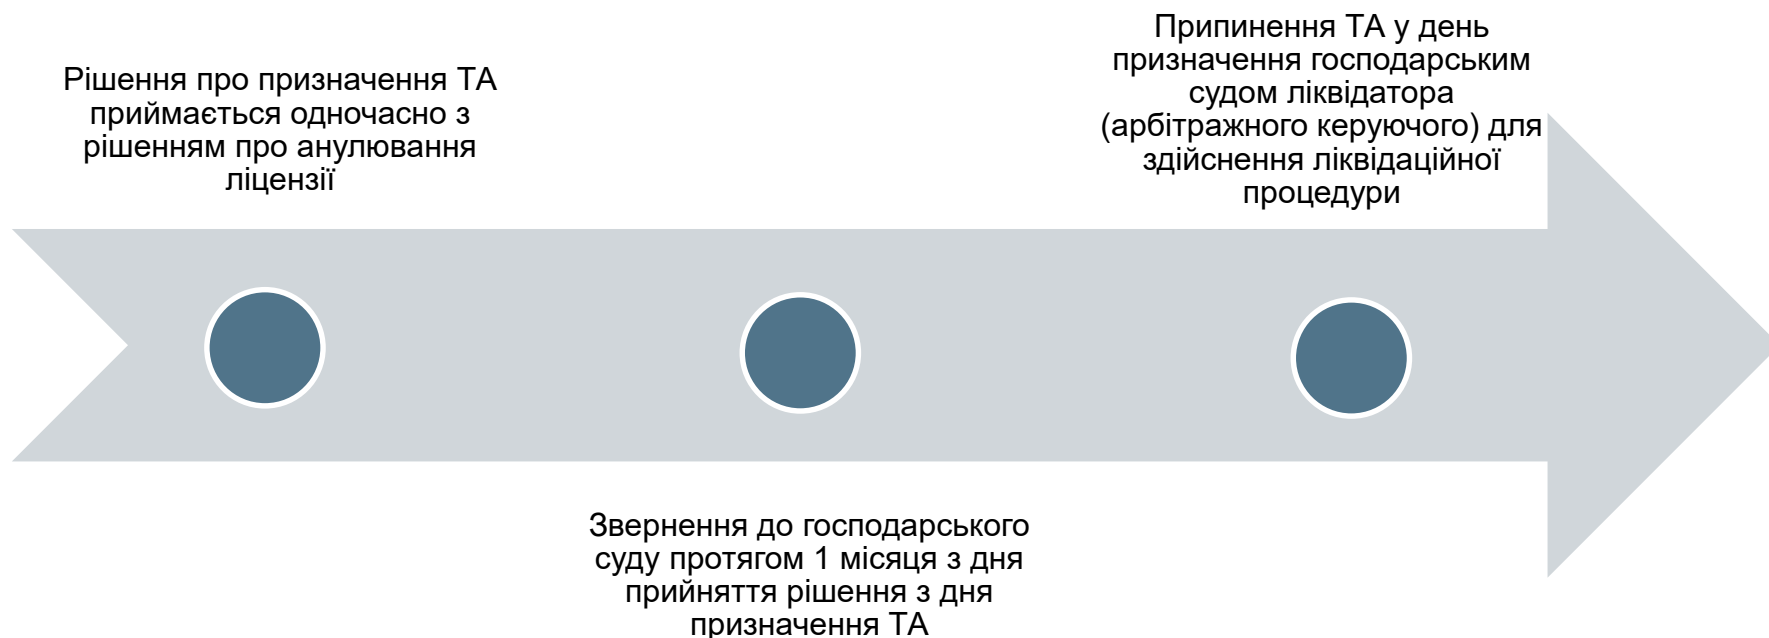 Рішення про призначення ТА
приймається одночасно з
рішенням про анулювання
ліцензії
Звернення до господарського
суду протягом 1 місяця з дня
прийняття рішення з дня
призначення ТА
Припинення ТА у день
призначення господарським
судом ліквідатора
(арбітражного керуючого) для
здійснення ліквідаційної
процедури